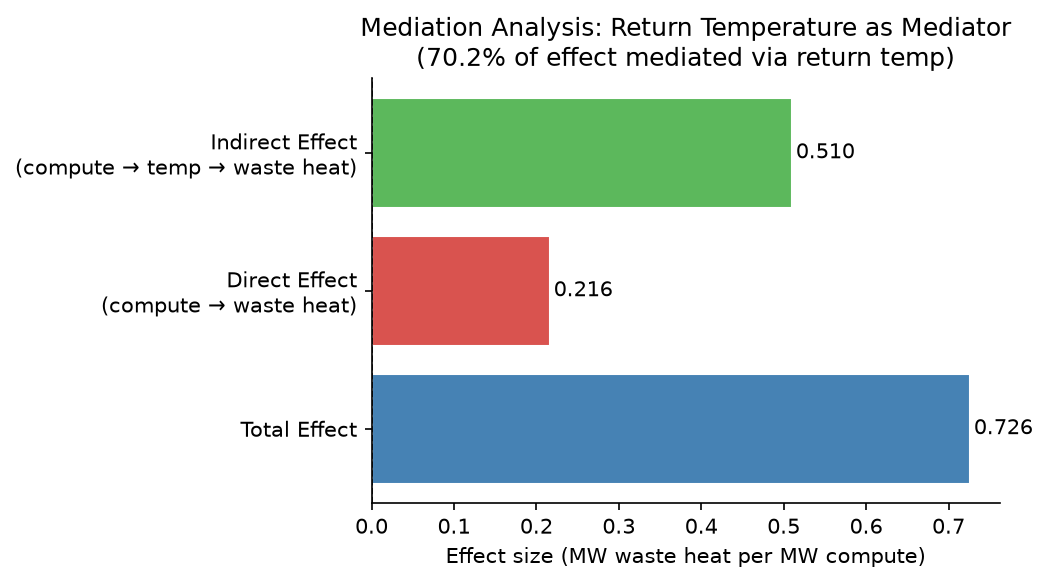 Mediation Analysis: Return Temperature as Mediator
(70.2% of effect mediated via return temp)
Indirect Effect
(compute → temp → waste heat)
0.510
Direct Effect
(compute → waste heat)
0.216
Total Effect
0.726
0.0 0.1 0.2 0.3 0.4 0.5 0.6 0.7
Effect size (MW waste heat per MW compute)